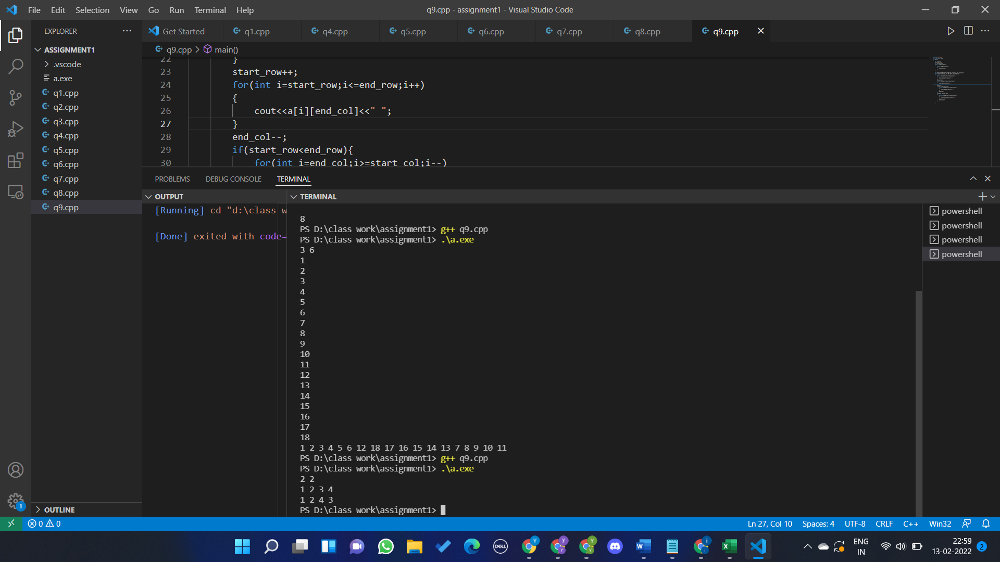 File Edit Selection View Go Run Terminal Help
q9.cpp - assignment1 - Visual Studio Code
EXPLORER
Get Started
q1.cpp
q4.cpp
q5.cpp
q6.cpp
q7.cpp
q8.cpp
q9.cpp
ASSIGNMENT1
.vscode
a.exe
q1.cpp
q2.cpp
q3.cpp
q4.cpp
q5.cpp
q6.cpp
q7.cpp
q8.cpp
q9.cpp
OUTLINE
q9.cpp > main()
22 }
23 start_row++;
24 for(int i=start_row;i<=end_row;i++)
25 {
26 cout<<a[i][end_col]<<" ";
27 }
28 end_col--;
29 if(start_row<end_row){
30 for(int i=end_col;i>=start_col;i--)
PROBLEMS DEBUG CONSOLE TERMINAL
OUTPUT
[Running] cd "d:\class w
[Done] exited with code=
TERMINAL
8
PS D:\class work\assignment1> g++ q9.cpp
PS D:\class work\assignment1> .\a.exe
3 6
1
2
3
4
5
6
7
8
9
10
11
12
13
14
15
16
17
18
1 2 3 4 5 6 12 18 17 16 15 14 13 7 8 9 10 11
PS D:\class work\assignment1> g++ q9.cpp
PS D:\class work\assignment1> .\a.exe
2 2
1 2 3 4
1 2 4 3
PS D:\class work\assignment1>
powershell
powershell
powershell
powershell
1
0 0
Ln 27, Col 10 Spaces: 4 UTF-8 CRLF C++ Win32
DELL
ENG
IN
22:59
13-02-2022
2